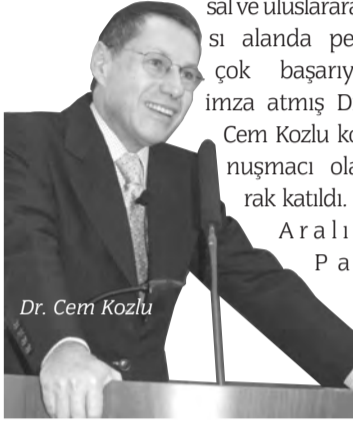 sal ve uluslarara
sı alanda pe
çok başarıy
imza atmış D
Cem Kozlu ko
nuşmacı ola
rak katıldı.
Aralı
Pa
Dr. Cem Kozlu